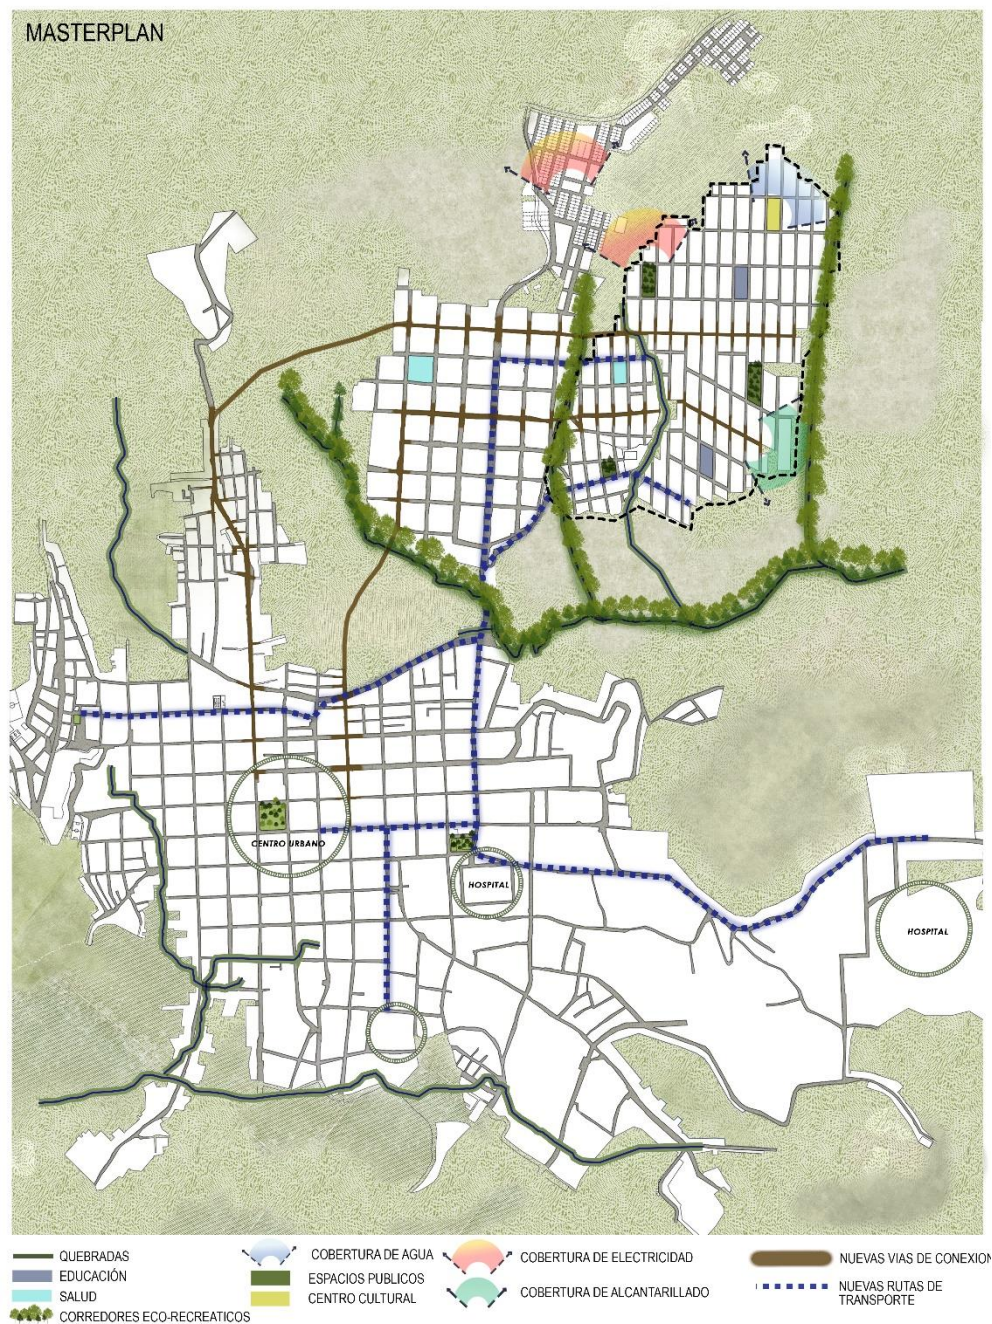 MASTERPLAN
CENTRO URBANO
HOSPITAL
HOSPITAL
QUEBRADAS
EDUCACIÓN
SALUD
CORREDORES ECO-RECREATICOS
COBERTURA DE AGUA
ESPACIOS PUBLICOS
CENTRO CULTURAL
COBERTURA DE ELECTRICIDAD
COBERTURA DE ALCANTARILLADO
NUEVAS VIAS DE CONEXION
NUEVAS RUTAS DE
TRANSPORTE